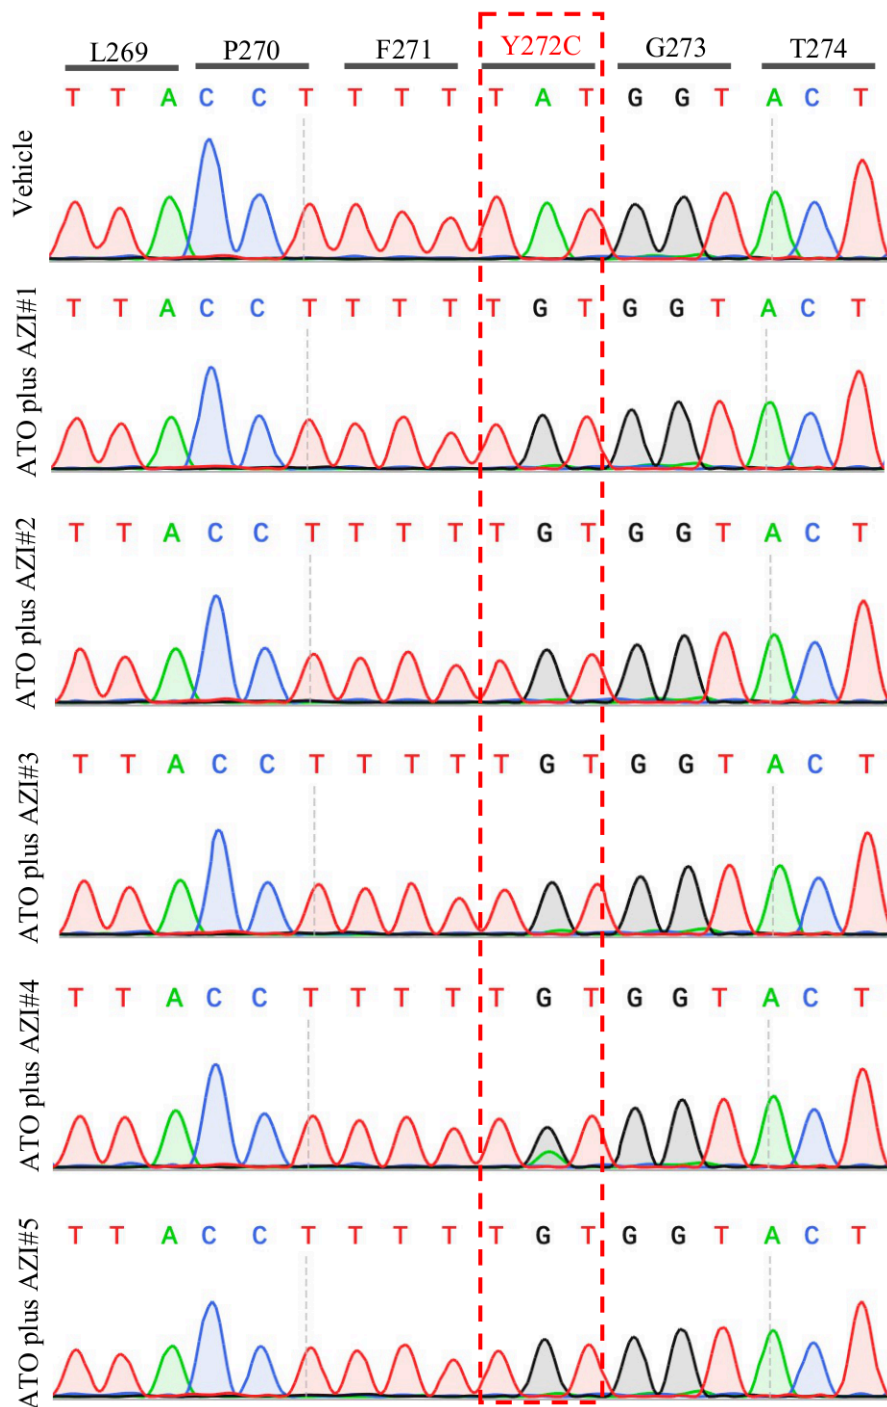 L269 P270 F271 Y272C G273 T274
Vehicle
T T A C C T T T T T A T G G T A C T
ATO plus AZI#1
T T A C C T T T T T G T G G T A C T
ATO plus AZI#2
T T A C C T T T T T G T G G T A C T
ATO plus AZI#3
T T A C C T T T T T G T G G T A C T
ATO plus AZI#4
T T A C C T T T T T G T G G T A C T
ATO plus AZI#5
T T A C C T T T T T G T G G T A C T